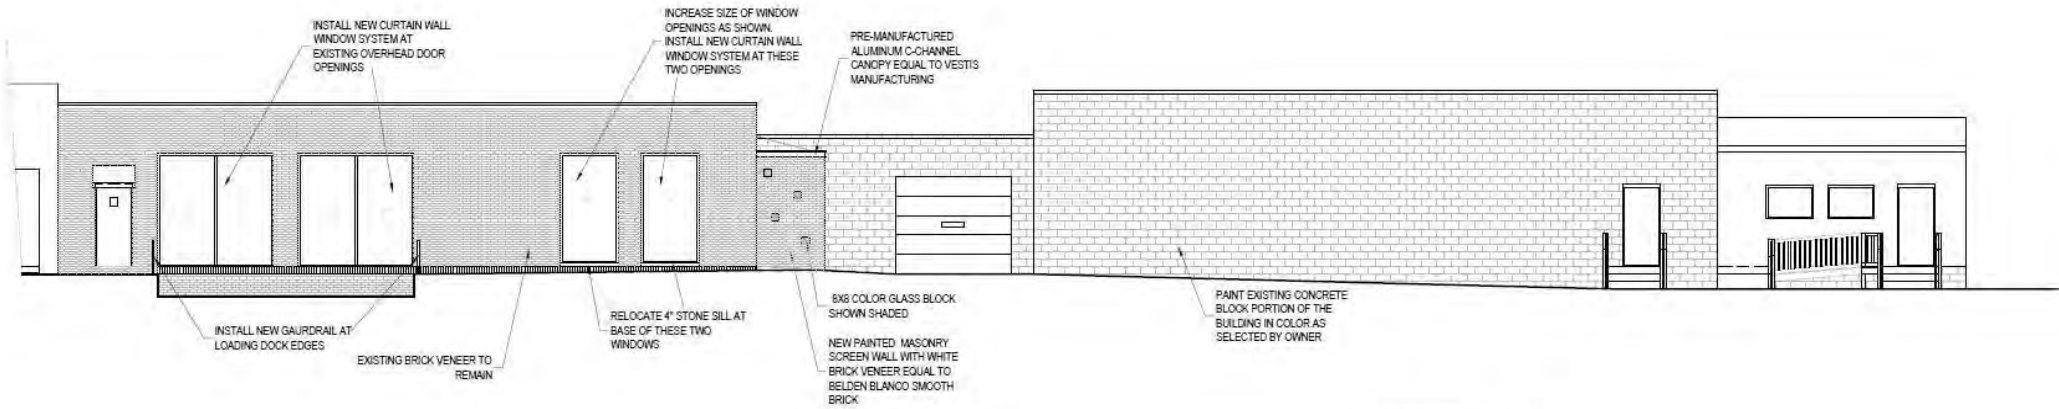 INSTALL NEW CURTAIN WALL
WINDOW SYSTEM AT
EXISTING OVERHEAD DOOR
OPENINGS
INCREASE SIZE OF WINDOW
OPENINGS AS SHOWN.
INSTALL NEW CURTAIN WALL
WINDOW SYSTEM AT THESE
TWO OPENINGS
PRE-MANUFACTURED
ALUMINUM C-CHANNEL
CANOPY EQUAL TO VESTIS
MANUFACTURING
INSTALL NEW GAURDRAIL AT
LOADING DOCK EDGES
EXISTING BRICK VENEER TO
REMAIN
RELOCATE 4" STONE SILL AT
BASE OF THESE TWO
WINDOWS
8X8 COLOR GLASS BLOCK
SHOWN SHADED
NEW PAINTED MASONRY
SCREEN WALL WITH WHITE
BRICK VENEER EQUAL TO
BELDEN BLANCO SMOOTH
BRICK
PAINT EXISTING CONCRETE
BLOCK PORTION OF THE
BUILDING IN COLOR AS
SELECTED BY OWNER